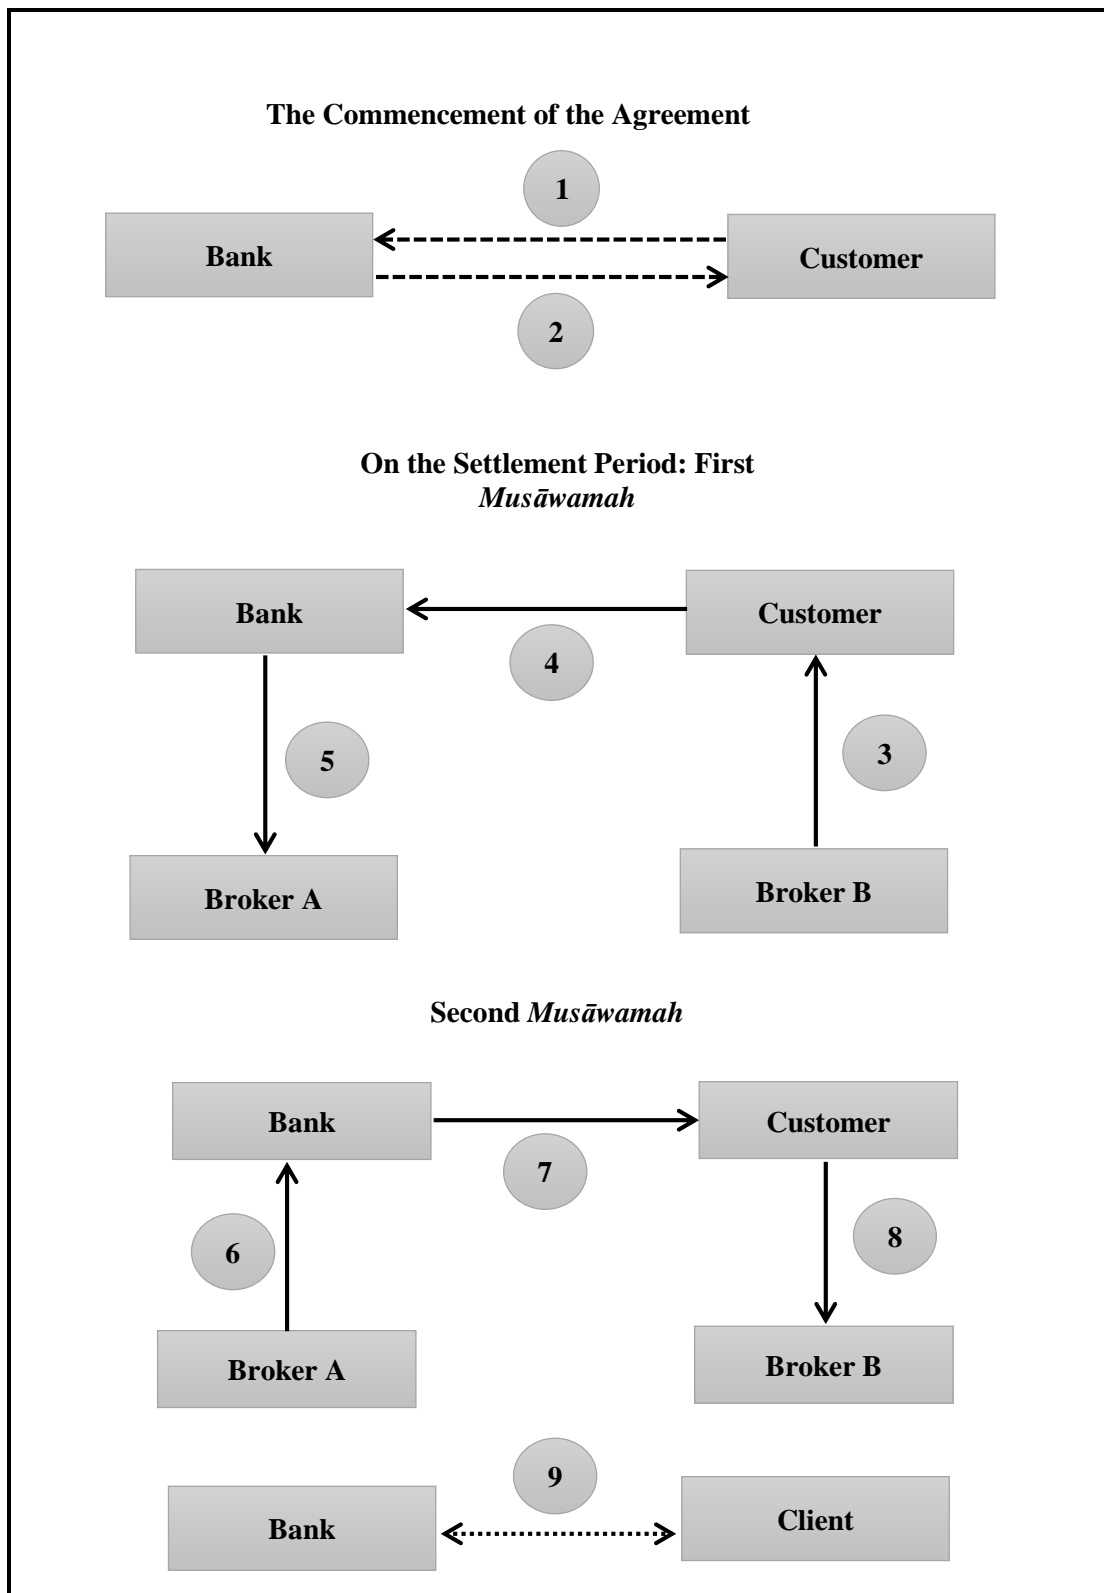 The Commencement of the Agreement
1
Bank
Customer
2
On the Settlement Period: First
Musāwamah
Bank
Customer
4
5
3
Broker A
Broker B
Second Musāwamah
Bank
Customer
7
6
8
Broker A
Broker B
9
Bank
Client